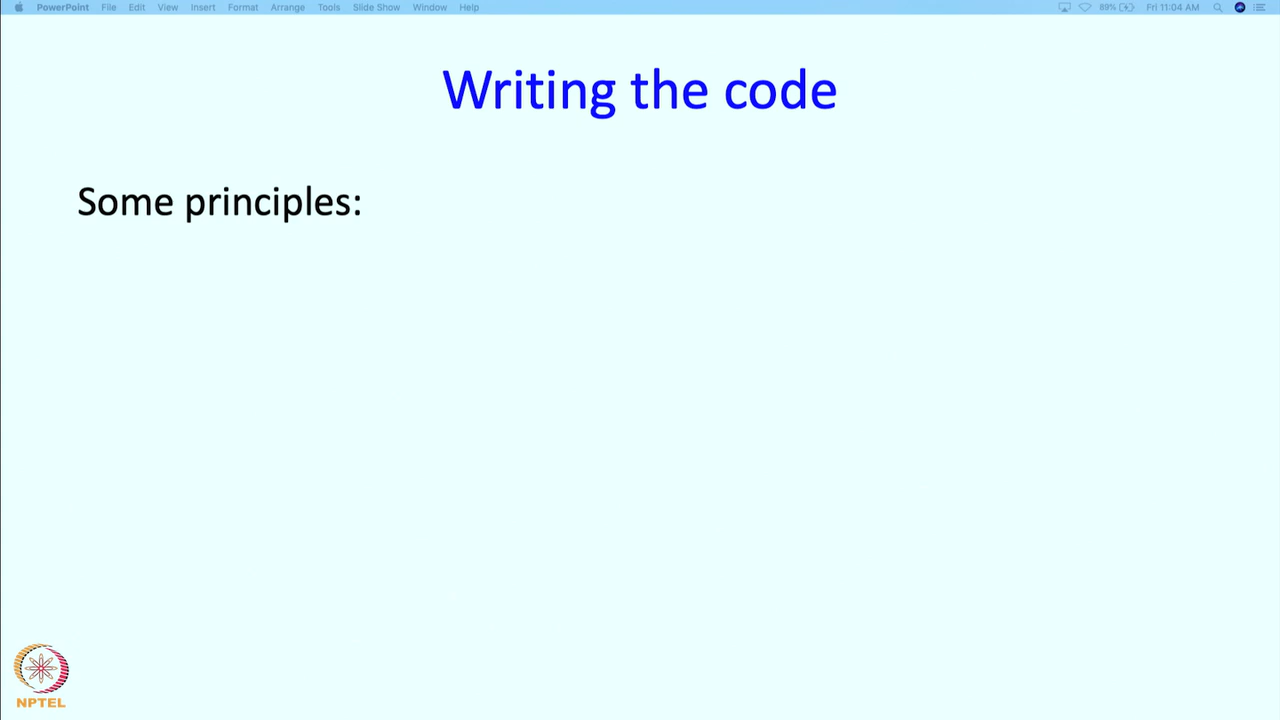 PowerPoint File Edit View Insert Format Arrange Tools Slide Show Window Help 89% Fri 11:04 AM
Writing the code
Some principles:
NPTEL